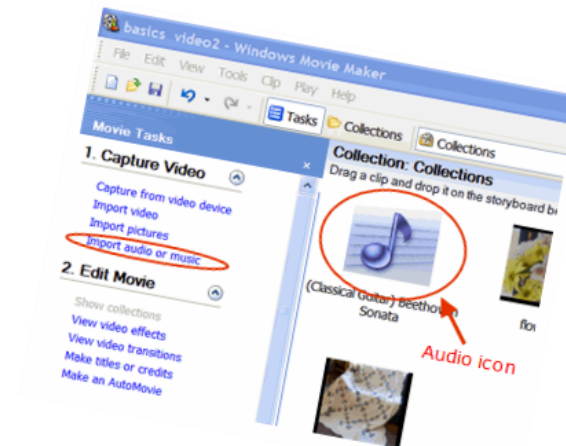 basics video2 - Windows Movie Maker
File Edit View Tools Clip Play Help
Tasks Collections Collections
Movie Tasks
1. Capture Video
Capture from video device
Import video
Import pictures
Import audio or music
2. Edit Movie
Show collections
View video effects
View video transitions
Make titles or credits
Make an AutoMovie
Collection: Collections
Drag a clip and drop it on the storyboard
(Classical Guitar) Beethoven
Sonata
Audio icon